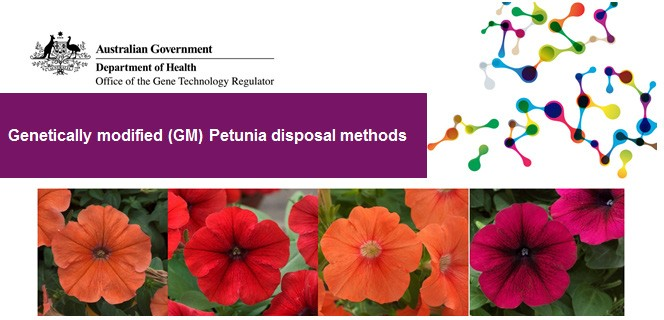 Australian Government
Department of Health
Office of the Gene Technology Regulator
Genetically modified (GM) Petunia disposal methods